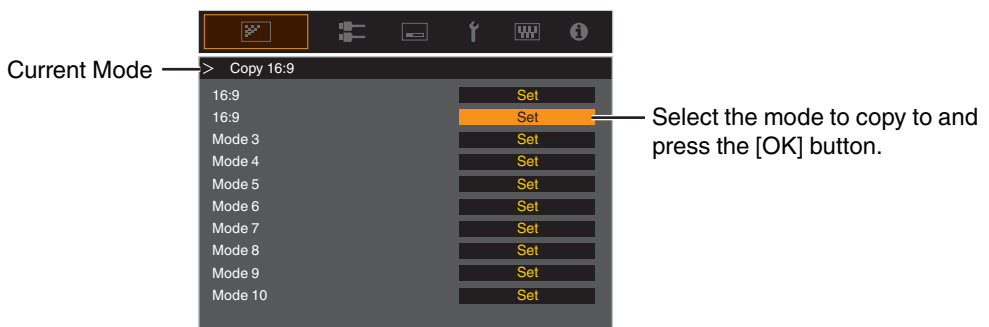 Current Mode
> Copy 16:9
16:9 Set
16:9 Set
Mode 3 Set
Mode 4 Set
Mode 5 Set
Mode 6 Set
Mode 7 Set
Mode 8 Set
Mode 9 Set
Mode 10 Set
Select the mode to copy to and
press the [OK] button.